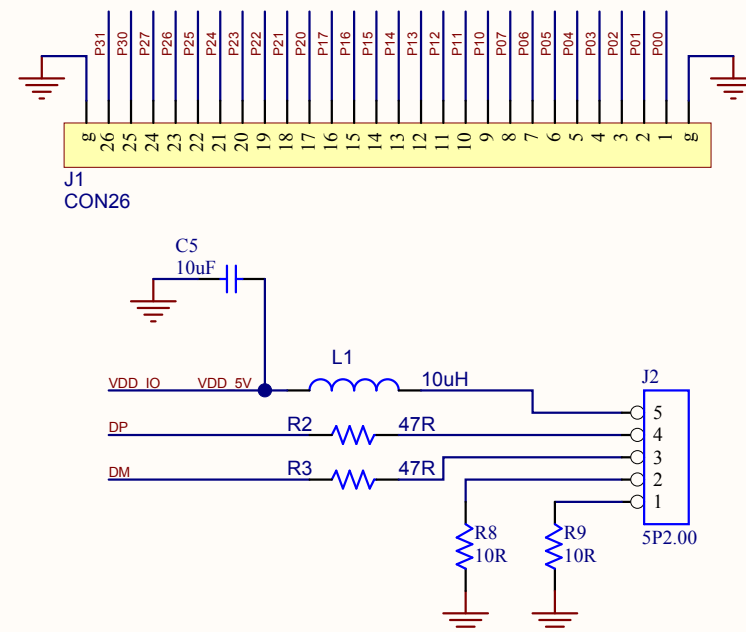 P31 P30 P27 P26 P25 P24 P23 P22 P21 P20 P17 P16 P15 P14 P13 P12 P11 P10 P07 P06 P05 P04 P03 P02 P01 P00
g 26 25 24 23 22 21 20 19 18 17 16 15 14 13 12 11 10 9 8 7 6 5 4 3 2 1 g
J1
CON26
C5
10uF
L1
VDD_IO VDD_5V 10uH J2
5
DP R2 47R 4
DM R3 47R 3
2
1
R8 R9
10R 10R
5P2.00